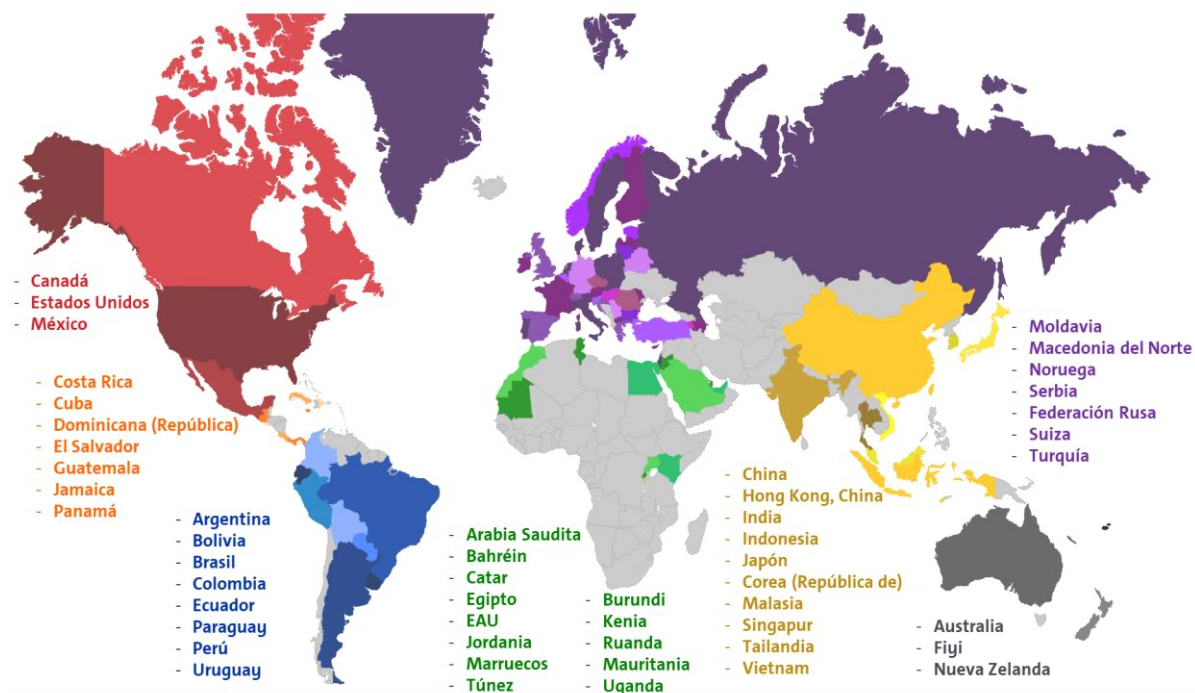 - Canadá
- Estados Unidos
- México
- Costa Rica
- Cuba
- Dominicana (República)
- El Salvador
- Guatemala
- Jamaica
- Panamá
- Argentina
- Bolivia
- Brasil
- Colombia
- Ecuador
- Paraguay
- Perú
- Uruguay
- Arabia Saudita
- Bahréin
- Catar
- Egipto
- EAU
- Jordania
- Marruecos
- Túnez
- Burundi
- Kenia
- Ruanda
- Mauritania
- Uganda
- China
- Hong Kong, China
- India
- Indonesia
- Japón
- Corea (República de)
- Malasia
- Singapur
- Tailandia
- Vietnam
- Moldavia
- Macedonia del Norte
- Noruega
- Serbia
- Federación Rusa
- Suiza
- Turquía
- Australia
- Fiyi
- Nueva Zelanda